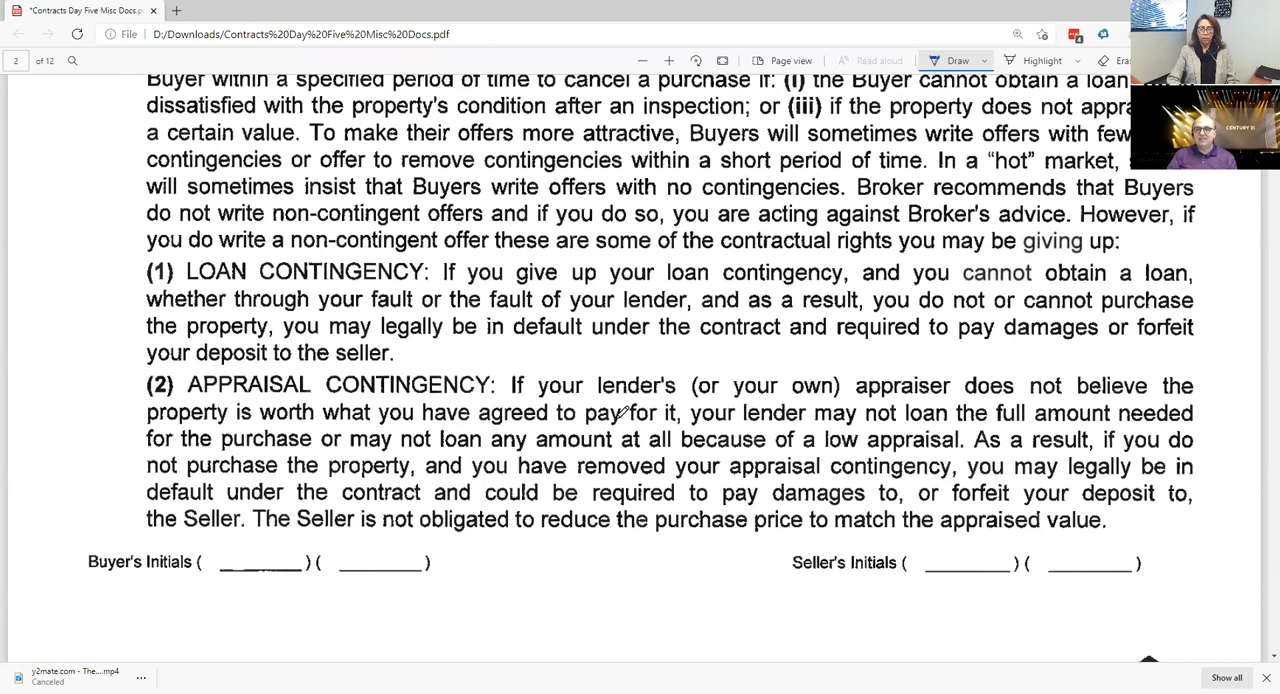 *Contracts Day Five Misc Docs.p
File
D:/Downloads/Contracts%20Day%20Five%20Misc%20Docs.pdf
2 of 12
Page view
Read aloud
Draw
Highlight
Buyer within a specified period of time to cancel a purchase if: (i) the Buyer cannot obtain a loan
dissatisfied with the property's condition after an inspection; or (iii) if the property does not appra
a certain value. To make their offers more attractive, Buyers will sometimes write offers with few
contingencies or offer to remove contingencies within a short period of time. In a “hot” market, s
will sometimes insist that Buyers write offers with no contingencies. Broker recommends that Buyers
do not write non-contingent offers and if you do so, you are acting against Broker's advice. However, if
you do write a non-contingent offer these are some of the contractual rights you may be giving up:
(1) LOAN CONTINGENCY: If you give up your loan contingency, and you cannot obtain a loan,
whether through your fault or the fault of your lender, and as a result, you do not or cannot purchase
the property, you may legally be in default under the contract and required to pay damages or forfeit
your deposit to the seller.
(2) APPRAISAL CONTINGENCY: If your lender's (or your own) appraiser does not believe the
property is worth what you have agreed to pay for it, your lender may not loan the full amount needed
for the purchase or may not loan any amount at all because of a low appraisal. As a result, if you do
not purchase the property, and you have removed your appraisal contingency, you may legally be in
default under the contract and could be required to pay damages to, or forfeit your deposit to,
the Seller. The Seller is not obligated to reduce the purchase price to match the appraised value.
Buyer's Initials ( ________ ) ( ________ )
Seller's Initials ( ________ ) ( ________ )
CENTURY 21
y2mate.com - The....mp4
Canceled
Show all